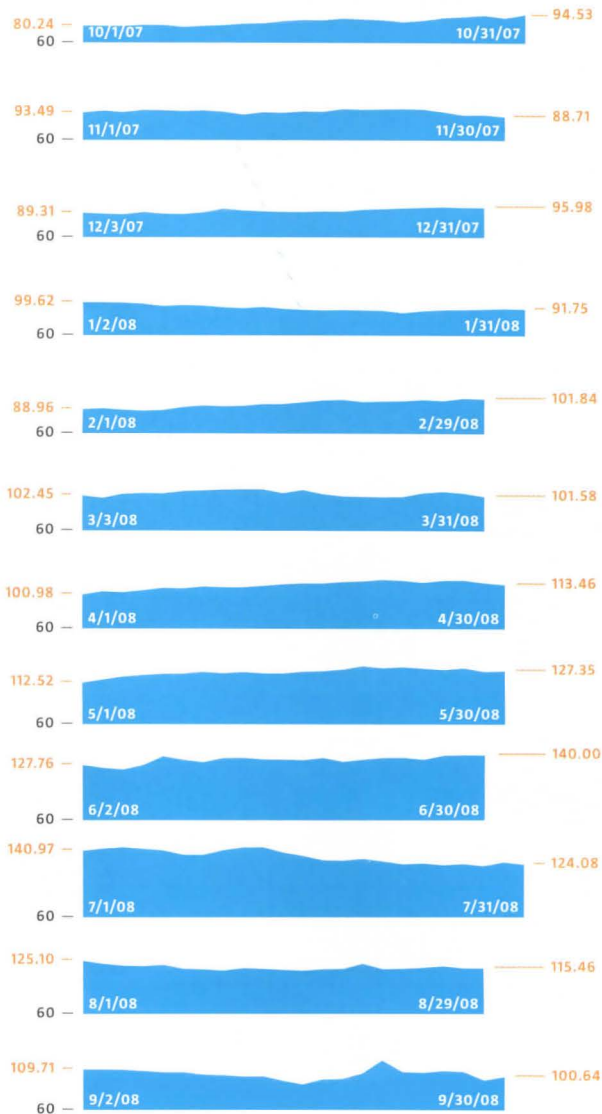 80.24 — — 94.53
60 — 10/1/07 10/31/07
93.49 — — 88.71
60 — 11/1/07 11/30/07
89.31 — — 95.98
60 — 12/3/07 12/31/07
99.62 — — 91.75
60 — 1/2/08 1/31/08
88.96 — — 101.84
60 — 2/1/08 2/29/08
102.45 — — 101.58
60 — 3/3/08 3/31/08
100.98 — — 113.46
60 — 4/1/08 4/30/08
112.52 — — 127.35
60 — 5/1/08 5/30/08
127.76 — — 140.00
60 — 6/2/08 6/30/08
140.97 — — 124.08
60 — 7/1/08 7/31/08
125.10 — — 115.46
60 — 8/1/08 8/29/08
109.71 — — 100.64
60 — 9/2/08 9/30/08